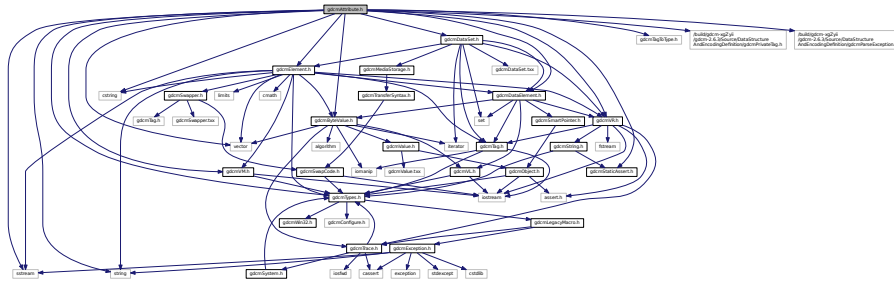 gdcmAttribute.h
gdcmDataSet.h
gdcmTagToType.h
/build/gdcm-xgZyii
/gdcm-2.6.3/Source/DataStructure
AndEncodingDefinition/gdcmPrivateTag.h
/build/gdcm-xgZyii
/gdcm-2.6.3/Source/DataStructure
AndEncodingDefinition/gdcmParseException.h
gdcmElement.h
gdcmMediaStorage.h
gdcmDataSet.txx
cstring
gdcmSwapper.h
limits
cmath
gdcmTransferSyntax.h
gdcmDataElement.h
gdcmTag.h
gdcmSwapper.txx
gdcmByteValue.h
set
gdcmSmartPointer.h
gdcmVR.h
vector
algorithm
gdcmValue.h
iterator
gdcmTag.h
gdcmString.h
fstream
gdcmVM.h
gdcmSwapCode.h
iomanip
gdcmValue.txx
gdcmVL.h
gdcmObject.h
gdcmStaticAssert.h
gdcmTypes.h
iostream
assert.h
gdcmWin32.h
gdcmConfigure.h
gdcmLegacyMacro.h
gdcmTrace.h
gdcmException.h
sstream
string
gdcmSystem.h
iosfwd
cassert
exception
stdexcept
cstdlib